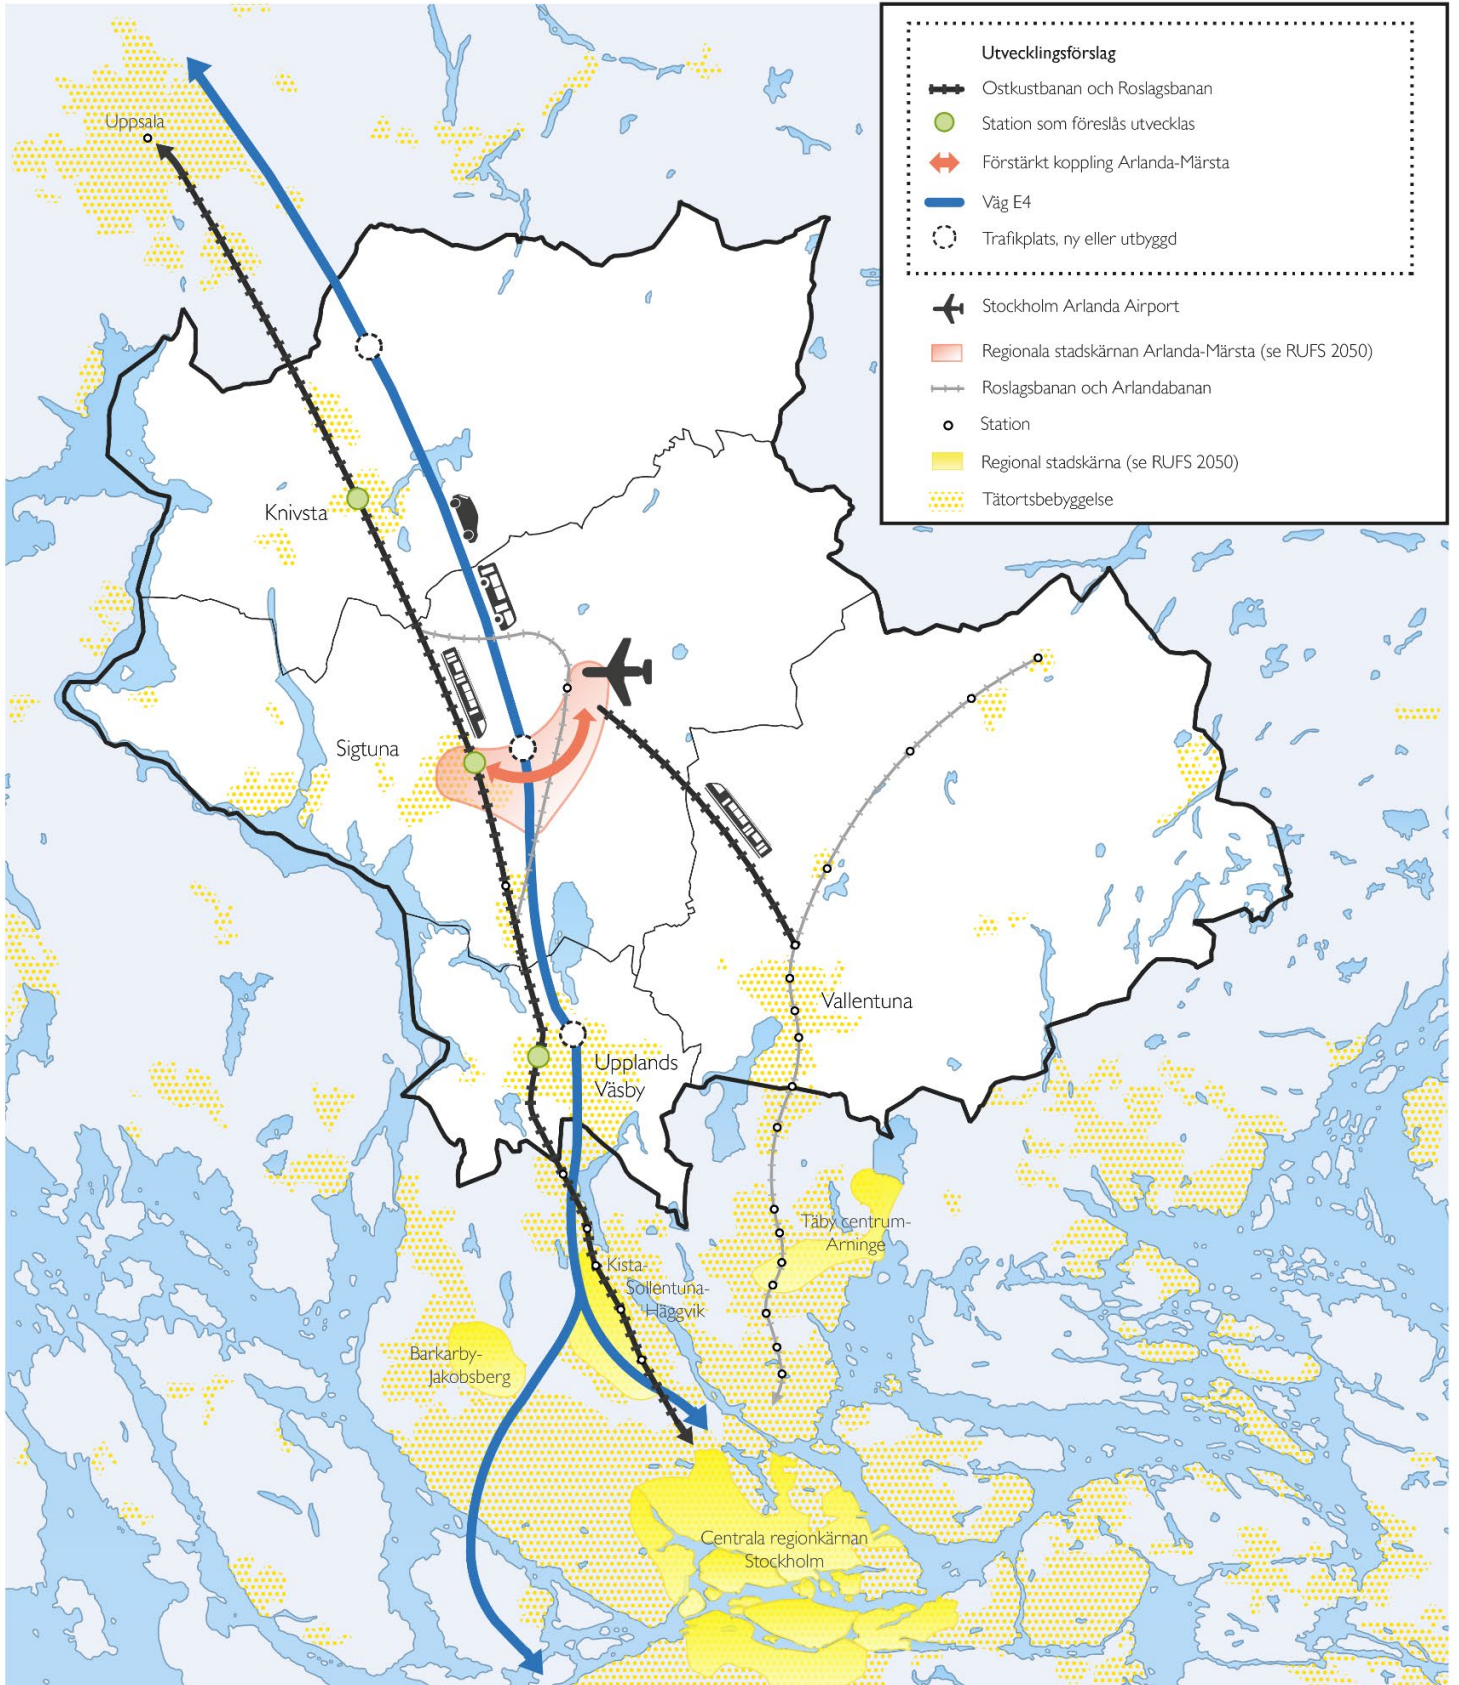 Utvecklingsförslag
Ostkustbanan och Roslagsbanan
Station som föreslås utvecklas
Förstärkt koppling Arlanda-Märsta
Väg E4
Trafikplats, ny eller utbyggd
Stockholm Arlanda Airport
Regionala stadskärnan Arlanda-Märsta (se RUFS 2050)
Roslagsbanan och Arlandabanan
Station
Regional stadskärna (se RUFS 2050)
Tätortsbebyggelse
Uppsala
Knivsta
Sigtuna
Vallentuna
Upplands
Väsby
Täby centrum-
Arninge
Kista-
Sollentuna-
Häggvik
Barkarby-
Jakobsberg
Centrala regionkärnan
Stockholm